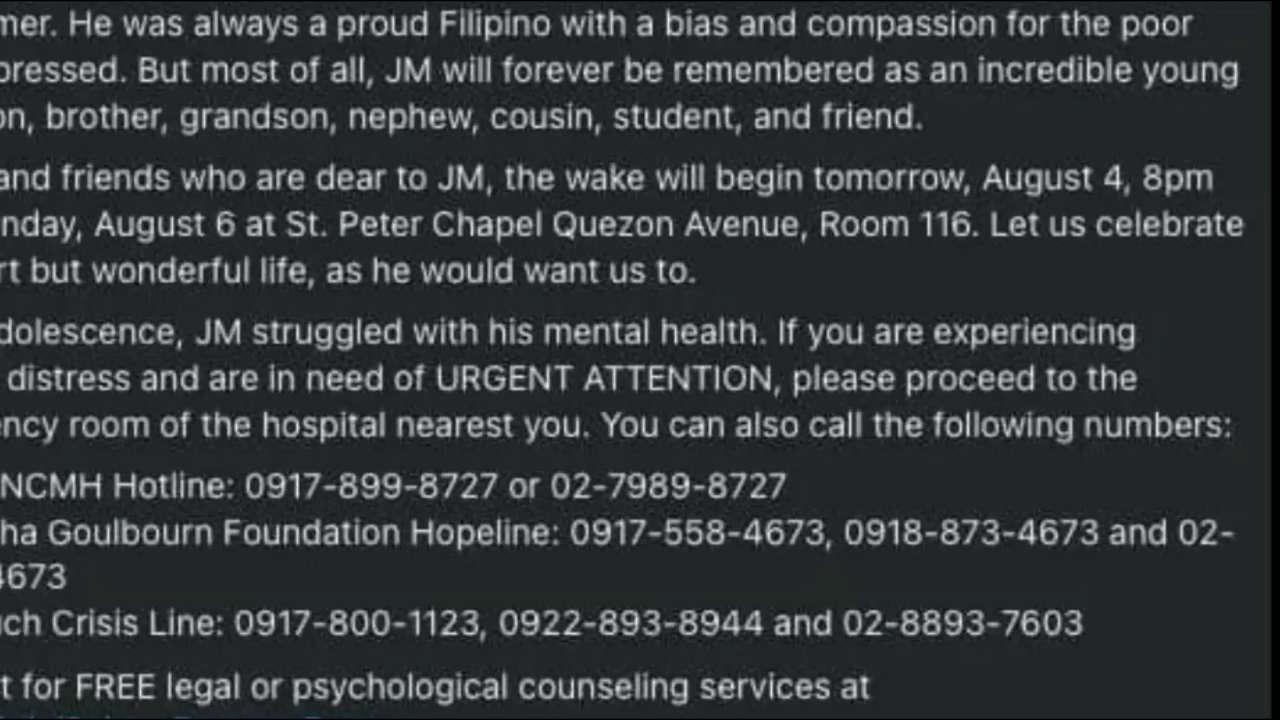 mer. He was always a proud Filipino with a bias and compassion for the poor
pressed. But most of all, JM will forever be remembered as an incredible young
on, brother, grandson, nephew, cousin, student, and friend.
and friends who are dear to JM, the wake will begin tomorrow, August 4, 8pm
nday, August 6 at St. Peter Chapel Quezon Avenue, Room 116. Let us celebrate
rt but wonderful life, as he would want us to.
dolescence, JM struggled with his mental health. If you are experiencing
distress and are in need of URGENT ATTENTION, please proceed to the
ency room of the hospital nearest you. You can also call the following numbers:
NCMH Hotline: 0917-899-8727 or 02-7989-8727
ha Goulbourn Foundation Hopeline: 0917-558-4673, 0918-873-4673 and 02-
4673
uch Crisis Line: 0917-800-1123, 0922-893-8944 and 02-8893-7603
t for FREE legal or psychological counseling services at